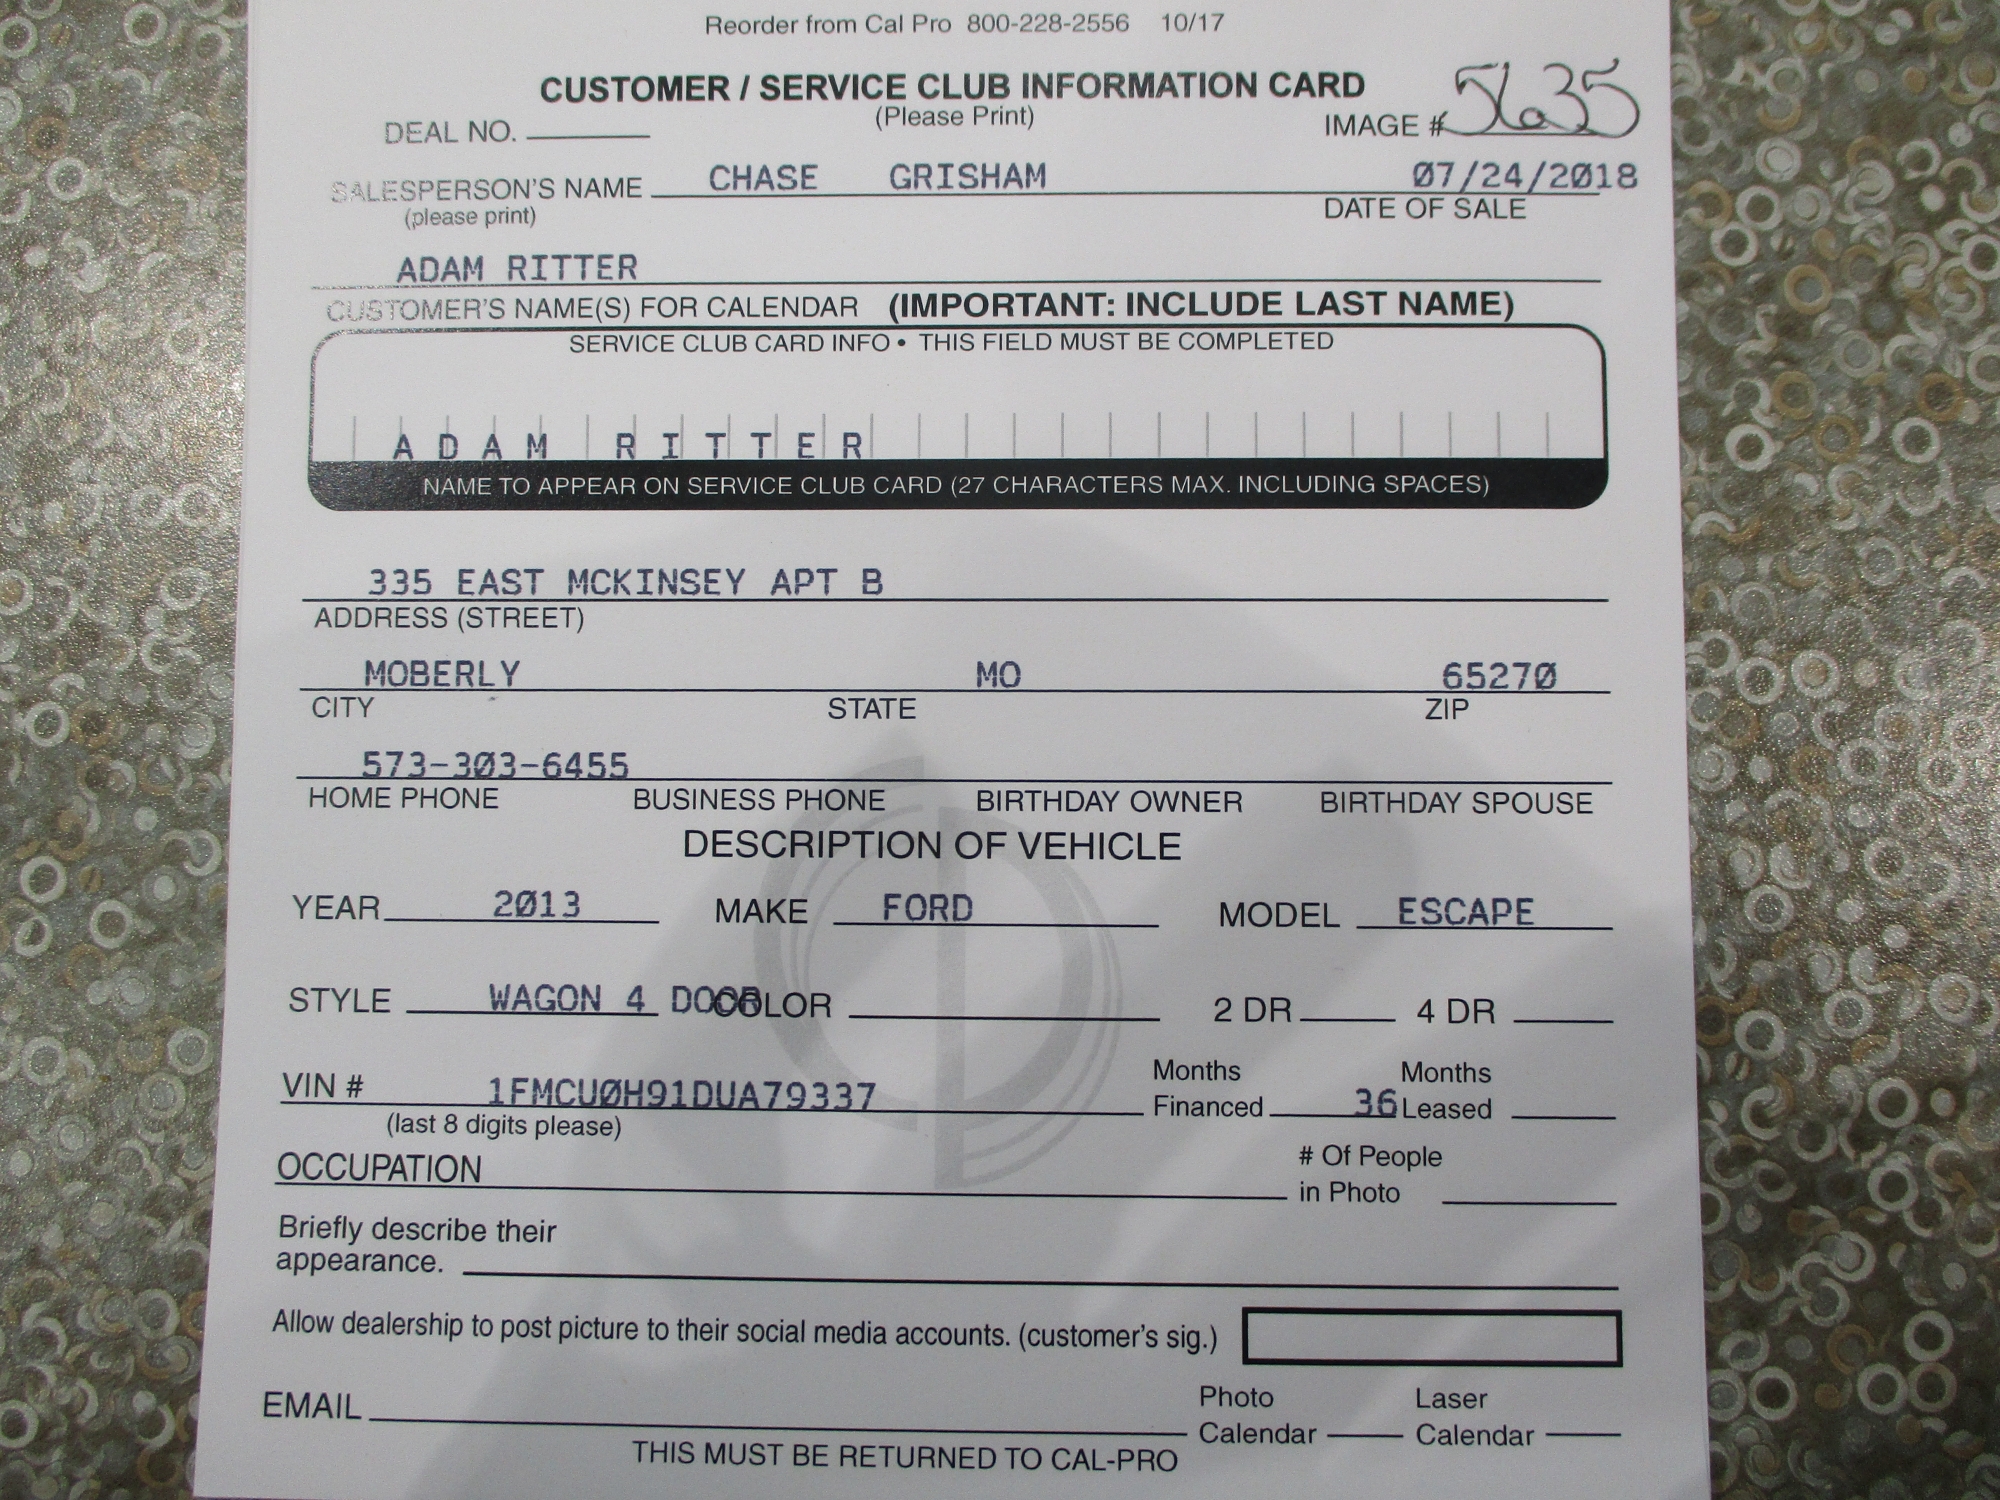 Reorder from Cal Pro 800-228-2556 10/17
CUSTOMER / SERVICE CLUB INFORMATION CARD
(Please Print)
DEAL NO.
IMAGE # 5635
SALESPERSON'S NAME CHASE GRISHAM 07/24/2018
(please print) DATE OF SALE
ADAM RITTER
CUSTOMER'S NAME(S) FOR CALENDAR (IMPORTANT: INCLUDE LAST NAME)
SERVICE CLUB CARD INFO • THIS FIELD MUST BE COMPLETED
ADAM RITTER
NAME TO APPEAR ON SERVICE CLUB CARD (27 CHARACTERS MAX. INCLUDING SPACES)
335 EAST MCKINSEY APT B
ADDRESS (STREET)
MOBERLY MO 65270
CITY STATE ZIP
573-303-6455
HOME PHONE BUSINESS PHONE BIRTHDAY OWNER BIRTHDAY SPOUSE
DESCRIPTION OF VEHICLE
YEAR 2013 MAKE FORD MODEL ESCAPE
STYLE WAGON 4 DOOR COLOR 2 DR 4 DR
VIN # 1FMCU0H91DUA79337 Months Financed 36 Months Leased
(last 8 digits please)
OCCUPATION # Of People in Photo
Briefly describe their
appearance.
Allow dealership to post picture to their social media accounts. (customer's sig.)
EMAIL Photo Calendar Laser Calendar
THIS MUST BE RETURNED TO CAL-PRO